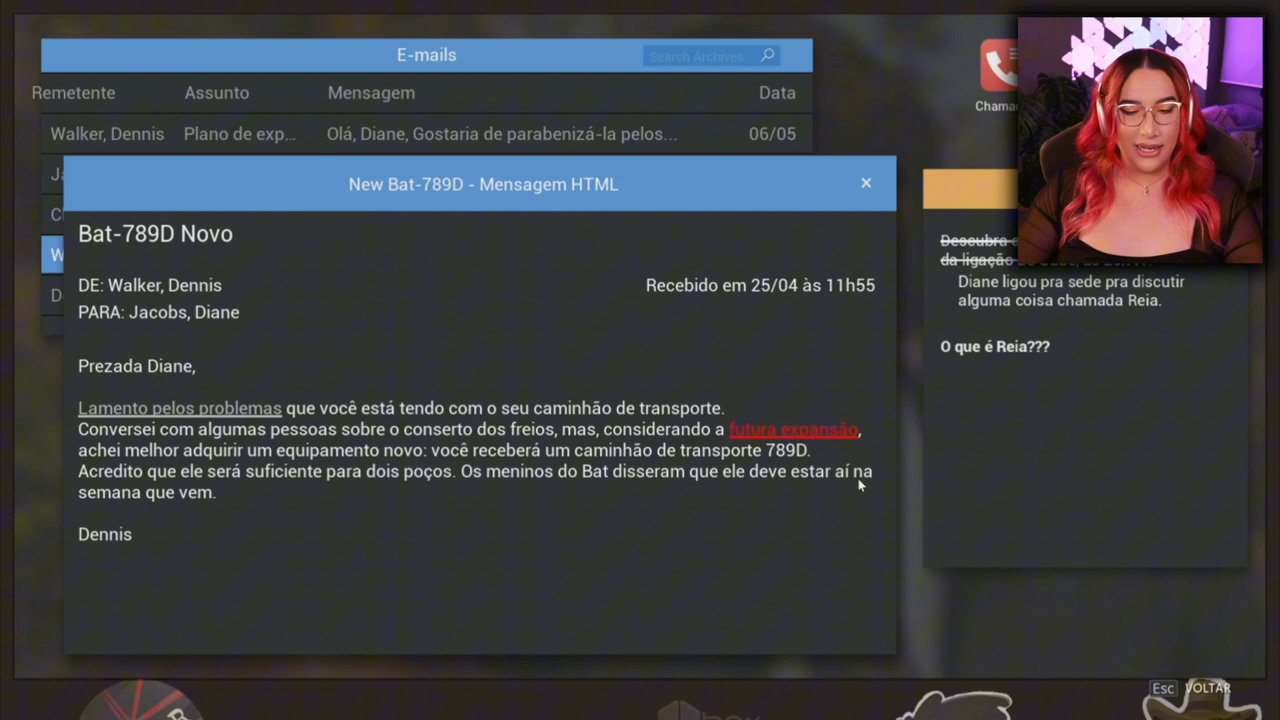 E-mails
Search Archives
Remetente Assunto Mensagem Data
Walker, Dennis Plano de exp... Olá, Diane, Gostaria de parabenizá-la pelos... 06/05
New Bat-789D - Mensagem HTML
×
Bat-789D Novo
DE: Walker, Dennis Recebido em 25/04 às 11h55
PARA: Jacobs, Diane
Prezada Diane,
Lamento pelos problemas que você está tendo com o seu caminhão de transporte.
Conversei com algumas pessoas sobre o conserto dos freios, mas, considerando a futura expansão,
achei melhor adquirir um equipamento novo: você receberá um caminhão de transporte 789D.
Acredito que ele será suficiente para dois poços. Os meninos do Bat disseram que ele deve estar aí na
semana que vem.
Dennis
Descubra
da ligação
Diane ligou pra sede pra discutir
alguma coisa chamada Reia.
O que é Reia???
Esc VOLTAR